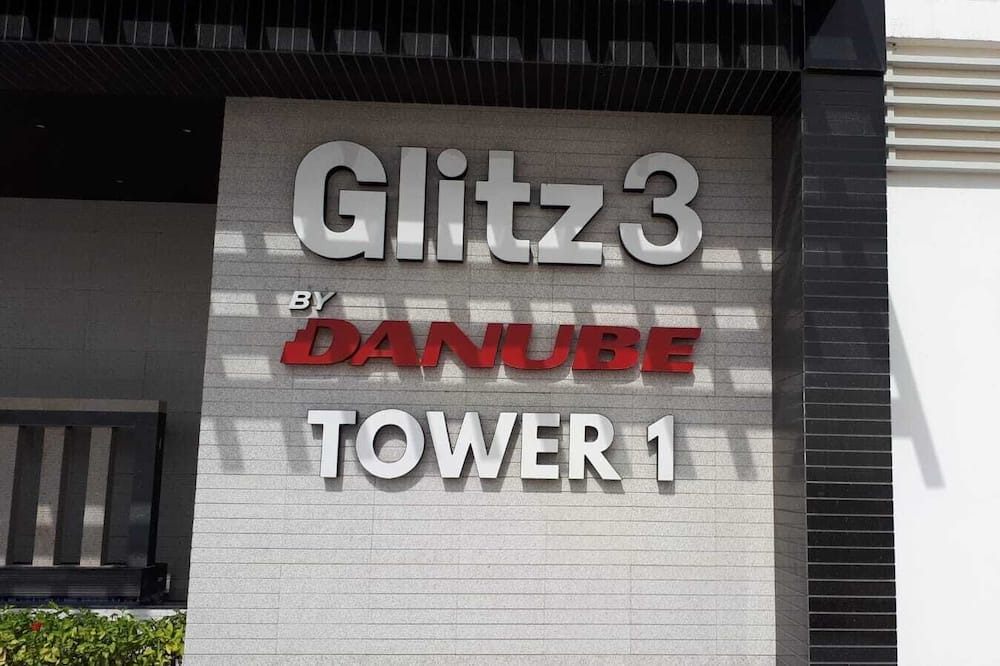 Glitz 3
BY
DANUBE
TOWER 1